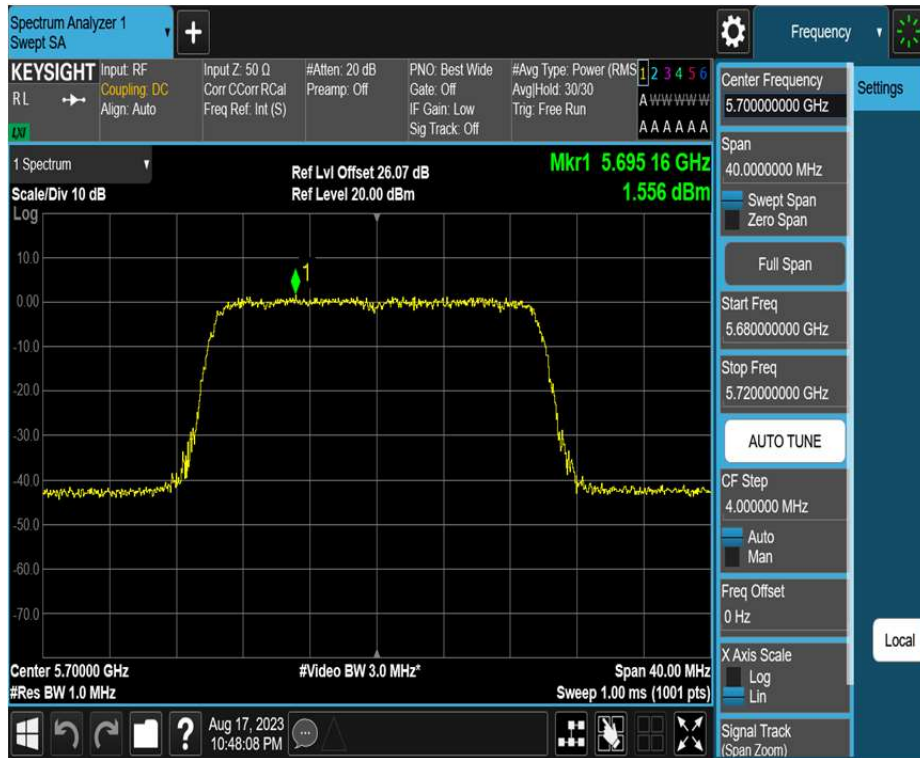 Spectrum Analyzer 1
Swept SA
+
Frequency
KEYSIGHT
RL
LXI
Input: RF
Coupling: DC
Align: Auto
Input Z: 50 Ω
Corr CCorr RCal
Freq Ref: Int (S)
#Atten: 20 dB
Preamp: Off
PNO: Best Wide
Gate: Off
IF Gain: Low
Sig Track: Off
#Avg Type: Power (RMS
Avg|Hold: 30/30
Trig: Free Run
1 2 3 4 5 6
A W W W W W
A A A A A A
1 Spectrum
Scale/Div 10 dB
Log
Ref Lvl Offset 26.07 dB
Ref Level 20.00 dBm
Mkr1 5.695 16 GHz
1.556 dBm
10.0
0.00
-10.0
-20.0
-30.0
-40.0
-50.0
-60.0
-70.0
1
Center 5.70000 GHz
#Res BW 1.0 MHz
#Video BW 3.0 MHz*
Span 40.00 MHz
Sweep 1.00 ms (1001 pts)
?
Aug 17, 2023
10:48:08 PM
Center Frequency
5.70000000 GHz
Settings
Span
40.0000000 MHz
Swept Span
Zero Span
Full Span
Start Freq
5.680000000 GHz
Stop Freq
5.720000000 GHz
AUTO TUNE
CF Step
4.000000 MHz
Auto
Man
Freq Offset
0 Hz
Local
X Axis Scale
Log
Lin
Signal Track
(Span Zoom)